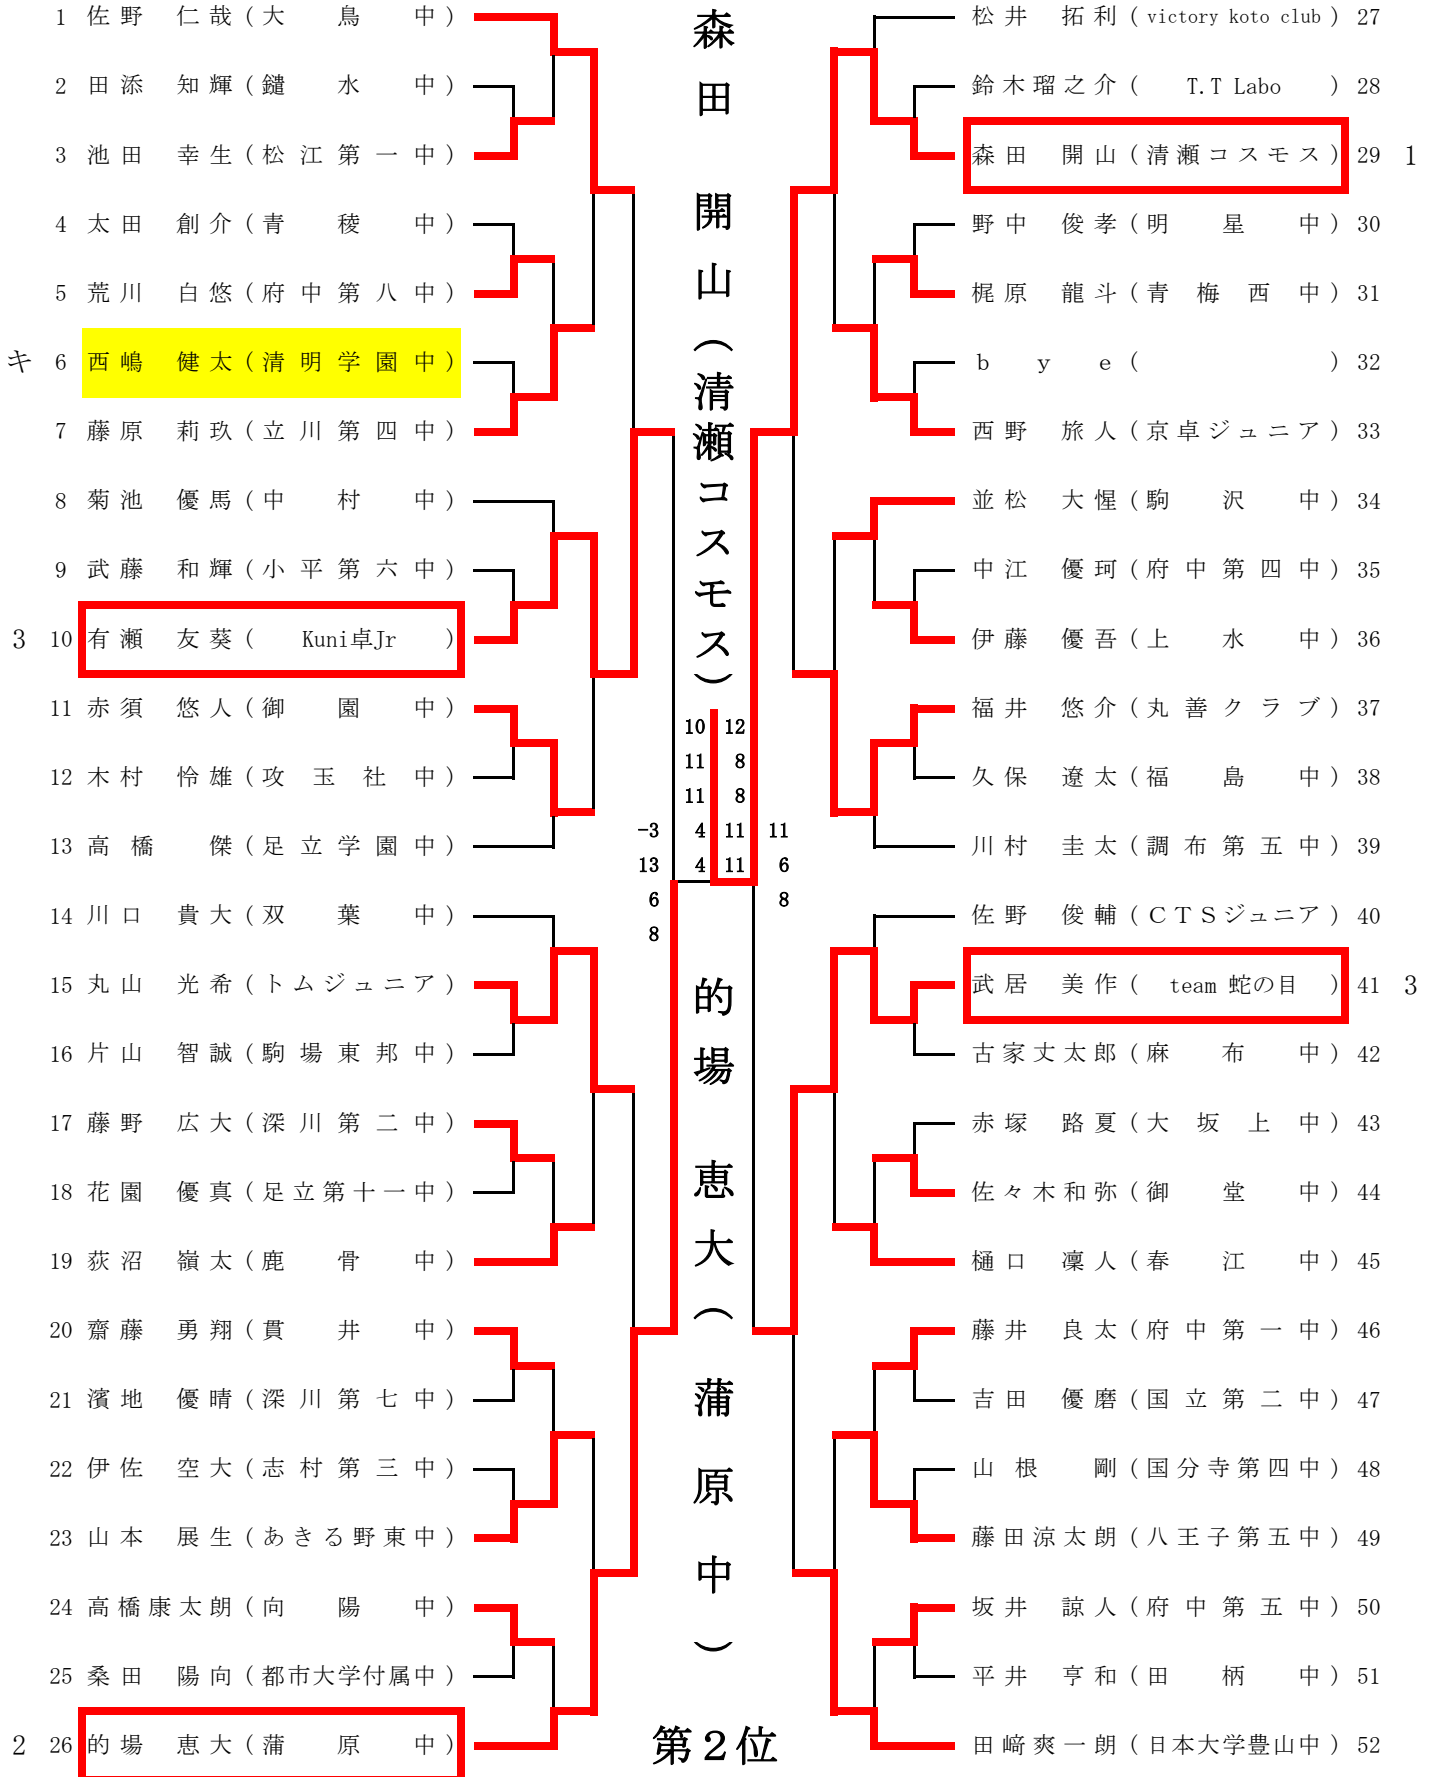 1 佐野 仁哉 (大鳥中)
2 田添 知輝 (鑓水中)
3 池田 幸生 (松江第一中)
4 太田 創介 (青稜中)
5 荒川 白悠 (府中第八中)
キ 6 西嶋 健太 (清明学園中)
7 藤原 莉玖 (立川第四中)
8 菊池 優馬 (中村中)
9 武藤 和輝 (小平第六中)
3 10 有瀬 友葵 (Kuni卓Jr)
11 赤須 悠人 (御園中)
12 木村 怜雄 (攻玉社中)
13 高橋 傑 (足立学園中)
14 川口 貴大 (双葉中)
15 丸山 光希 (トムジュニア)
16 片山 智誠 (駒場東邦中)
17 藤野 広大 (深川第二中)
18 花園 優真 (足立第十一中)
19 荻沼 嶺太 (鹿骨中)
20 齋藤 勇翔 (貫井中)
21 濱地 優晴 (深川第七中)
22 伊佐 空大 (志村第三中)
23 山本 展生 (あきる野東中)
24 高橋康太朗 (向陽中)
25 桑田 陽向 (都市大学付属中)
2 26 的場 恵大 (蒲原中)
森田 開山(清瀬コスモス)
10 12
11 8
11 8
-3 4 11 11
13 4 11 6
6 8
8
的場 恵大(蒲原中)
第2位
松井 拓利 (victory koto club) 27
鈴木瑠之介 (T.T Labo) 28
森田 開山 (清瀬コスモス) 29 1
野中 俊孝 (明星中) 30
梶原 龍斗 (青梅西中) 31
bye ( ) 32
西野 旅人 (京卓ジュニア) 33
並松 大惺 (駒沢中) 34
中江 優珂 (府中第四中) 35
伊藤 優吾 (上水中) 36
福井 悠介 (丸善クラブ) 37
久保 遼太 (福島中) 38
川村 圭太 (調布第五中) 39
佐野 俊輔 (CTSジュニア) 40
武居 美作 (team 蛇の目) 41 3
古家丈太郎 (麻布中) 42
赤塚 路夏 (大坂上中) 43
佐々木和弥 (御堂中) 44
樋口 凜人 (春江中) 45
藤井 良太 (府中第一中) 46
吉田 優磨 (国立第二中) 47
山根 剛 (国分寺第四中) 48
藤田涼太朗 (八王子第五中) 49
坂井 諒人 (府中第五中) 50
平井 亨和 (田柄中) 51
田﨑爽一朗 (日本大学豊山中) 52